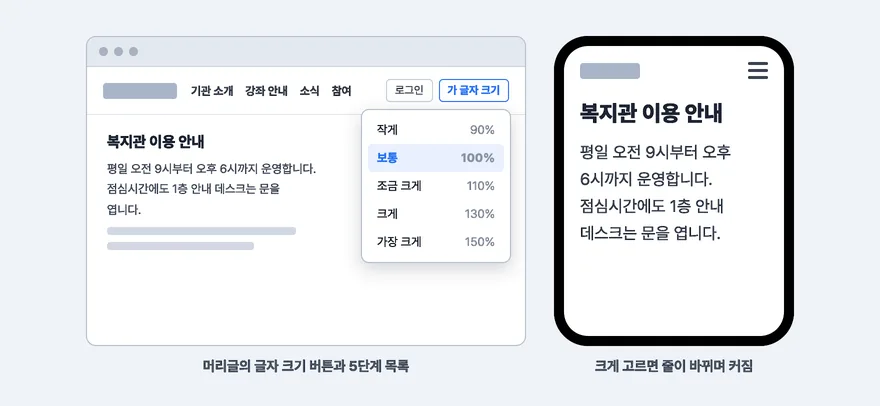 기관 소개 강좌 안내 소식 참여 로그인 가 글자 크기
복지관 이용 안내
평일 오전 9시부터 오후 6시까지 운영합니다.
점심시간에도 1층 안내 데스크는 문을
엽니다.
작게 90%
보통 100%
조금 크게 110%
크게 130%
가장 크게 150%
머리글의 글자 크기 버튼과 5단계 목록
복지관 이용 안내
평일 오전 9시부터 오후
6시까지 운영합니다.
점심시간에도 1층 안내
데스크는 문을 엽니다.
크게 고르면 줄이 바뀌며 커짐